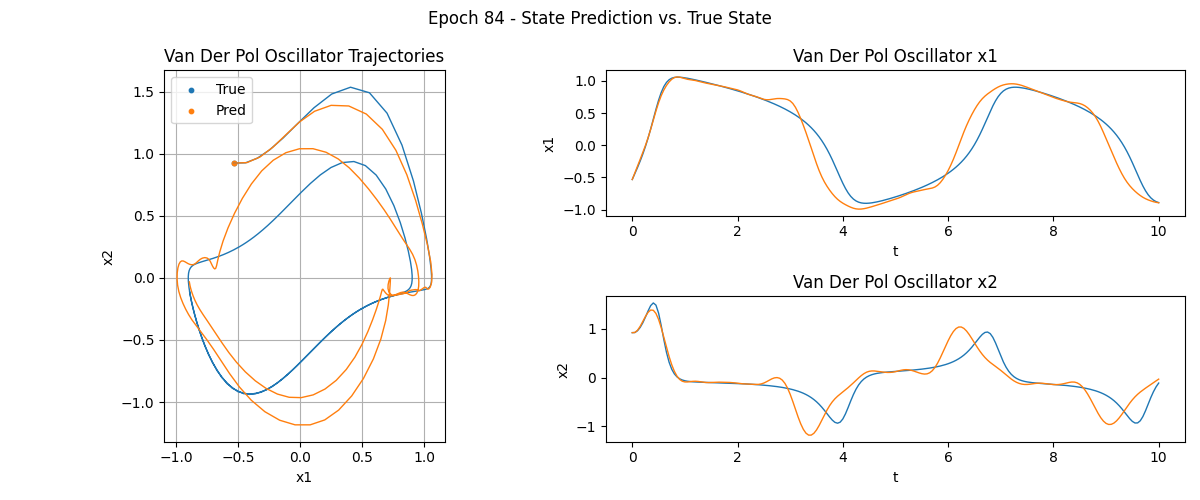 Epoch 84 - State Prediction vs. True State
Van Der Pol Oscillator Trajectories
True
Pred
1.5
1.0
0.5
0.0
−0.5
−1.0
x2
−1.0 −0.5 0.0 0.5 1.0
x1
Van Der Pol Oscillator x1
1.0
0.5
0.0
−0.5
−1.0
x1
0 2 4 6 8 10
t
Van Der Pol Oscillator x2
1
0
−1
x2
0 2 4 6 8 10
t